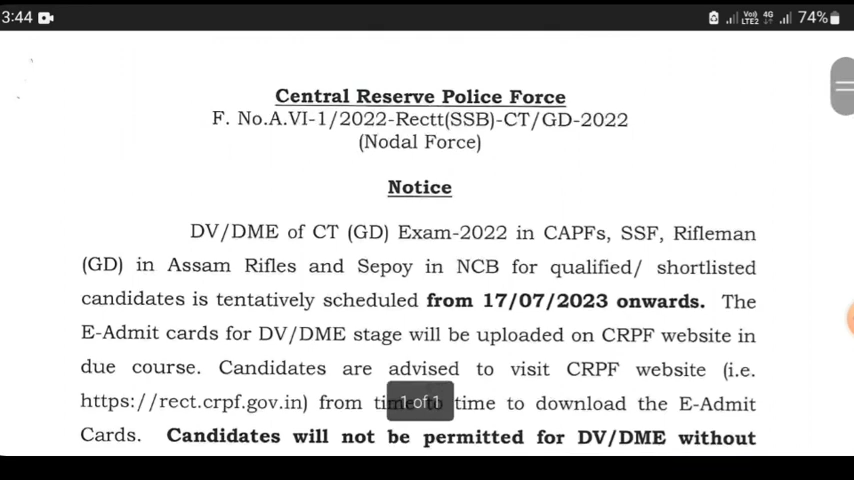 3:44
Vo) 4G
LTE2
74%
Central Reserve Police Force
F. No.A.VI-1/2022-Rectt(SSB)-CT/GD-2022
(Nodal Force)
Notice
DV/DME of CT (GD) Exam-2022 in CAPFs, SSF, Rifleman
(GD) in Assam Rifles and Sepoy in NCB for qualified/ shortlisted
candidates is tentatively scheduled from 17/07/2023 onwards. The
E-Admit cards for DV/DME stage will be uploaded on CRPF website in
due course. Candidates are advised to visit CRPF website (i.e.
https://rect.crpf.gov.in) from time to time to download the E-Admit
1 of 1
Cards. Candidates will not be permitted for DV/DME without